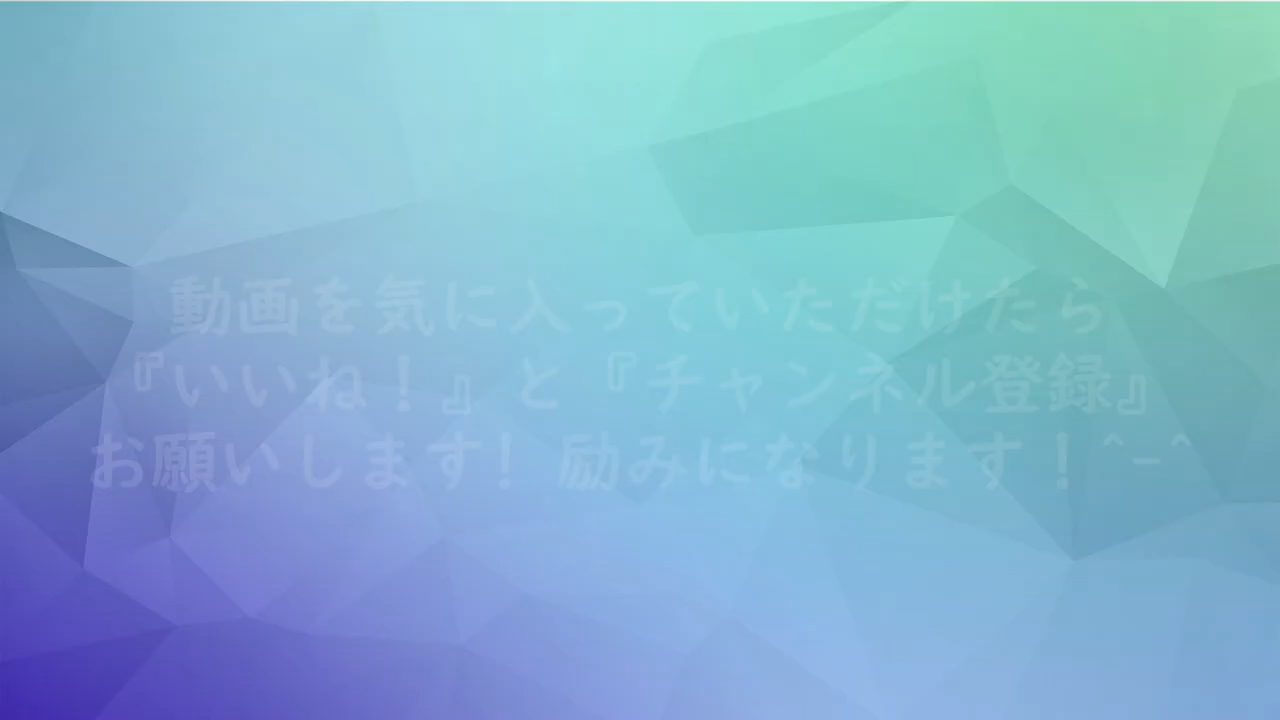 動画を気に入っていただけたら
『いいね！』と『チャンネル登録』
お願いします！励みになります！^-^